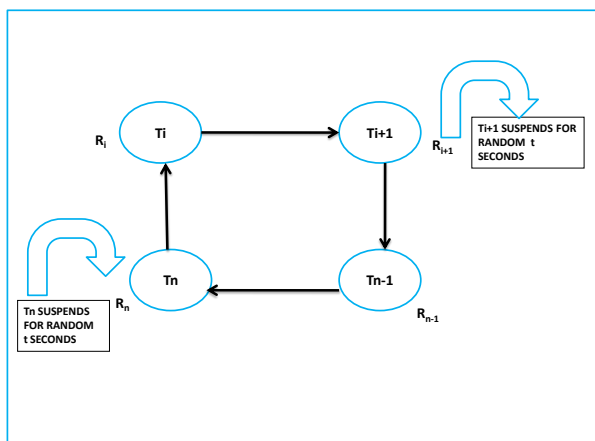 Ti
Ti+1
Ri
Ri+1
Ti+1 SUSPENDS FOR
RANDOM t
SECONDS
Tn
Tn-1
Rn
Rn-1
Tn SUSPENDS
FOR RANDOM
t SECONDS